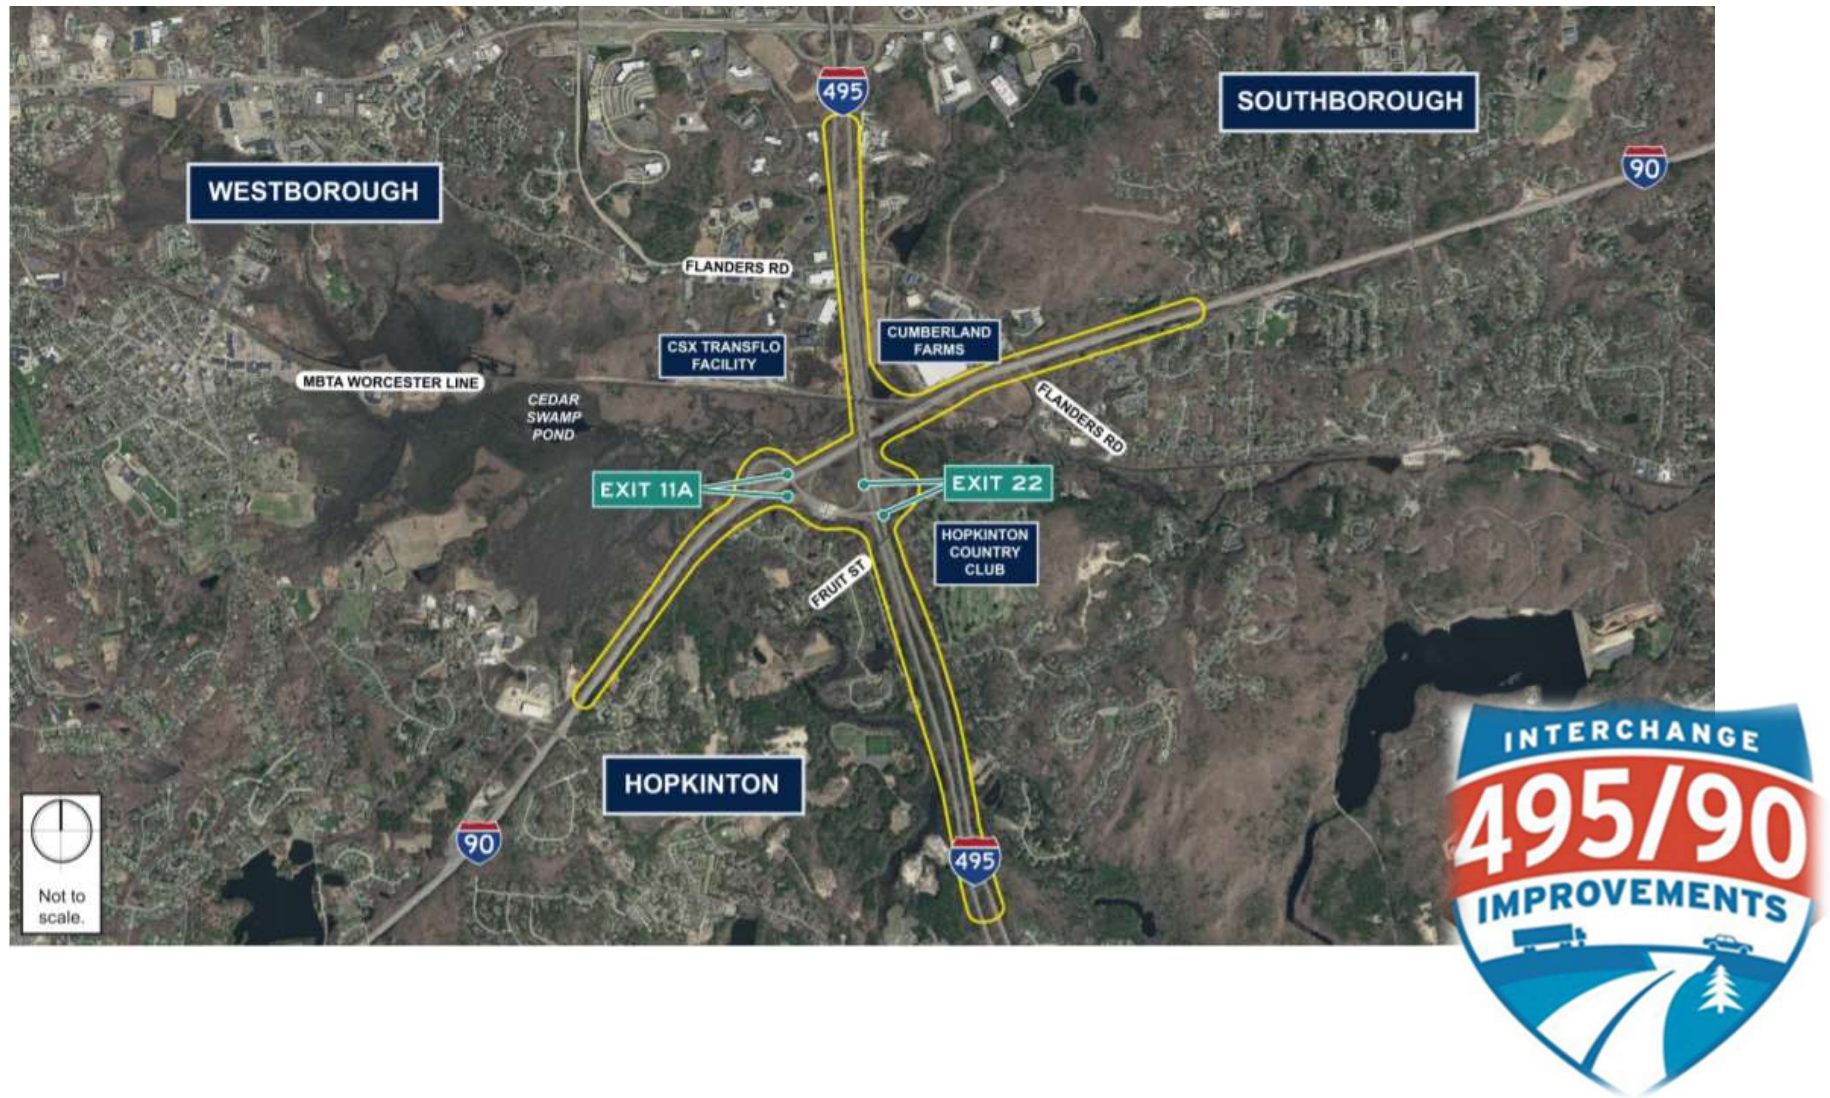 495
SOUTHBOROUGH
90
WESTBOROUGH
FLANDERS RD
CUMBERLAND
FARMS
CSX TRANSFLO
FACILITY
MBTA WORCESTER LINE
CEDAR
SWAMP
POND
FLANDERS RD
EXIT 11A
EXIT 22
HOPKINTON
COUNTRY
CLUB
FRUIT ST
HOPKINTON
90
495
Not to
scale.
INTERCHANGE
495/90
IMPROVEMENTS